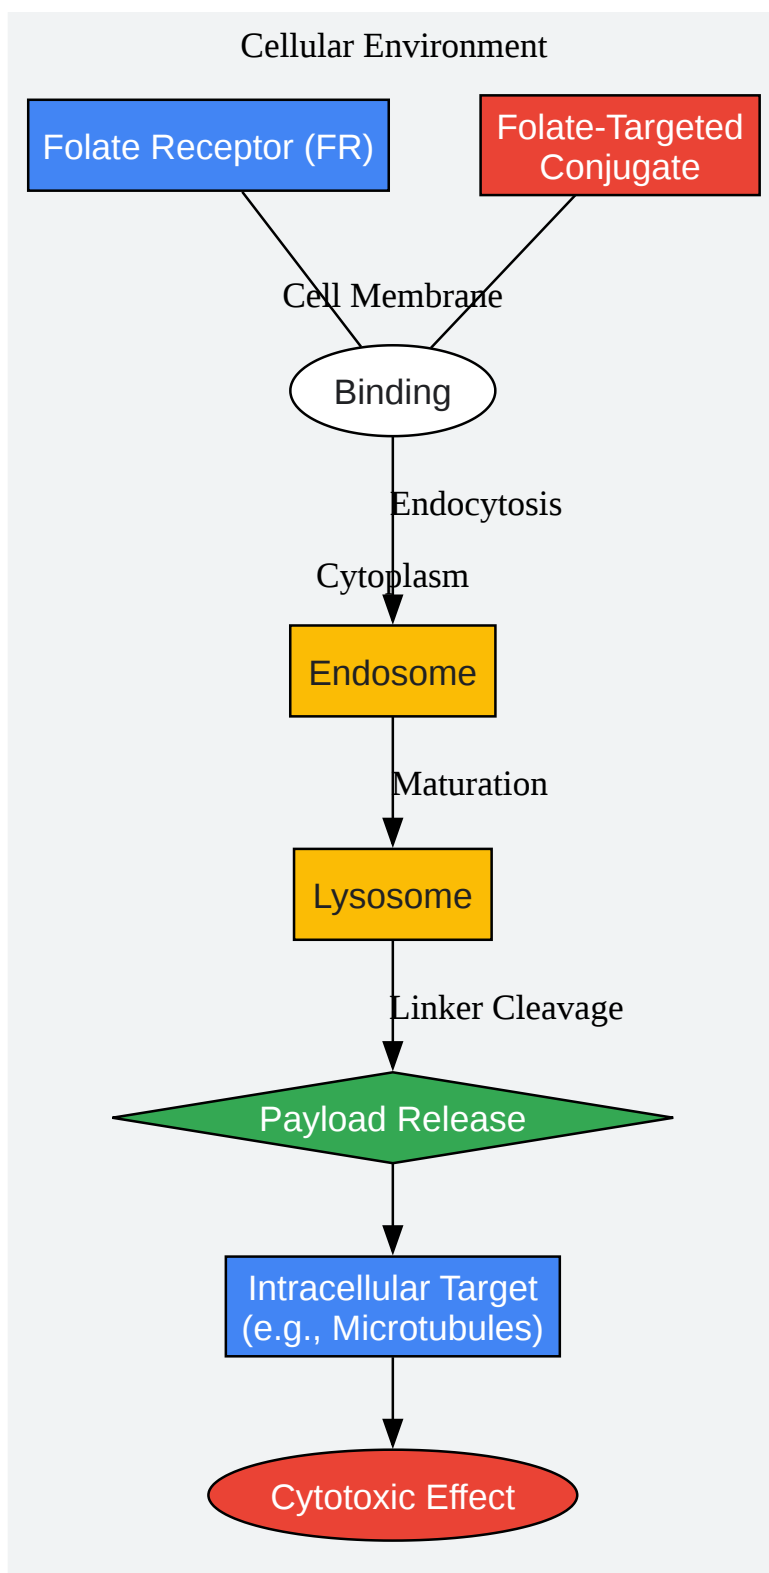 Cellular Environment
Folate Receptor (FR)
Folate-Targeted
Conjugate
Cell Membrane
Binding
Endocytosis
Cytoplasm
Endosome
Maturation
Lysosome
Linker Cleavage
Payload Release
Intracellular Target
(e.g., Microtubules)
Cytotoxic Effect